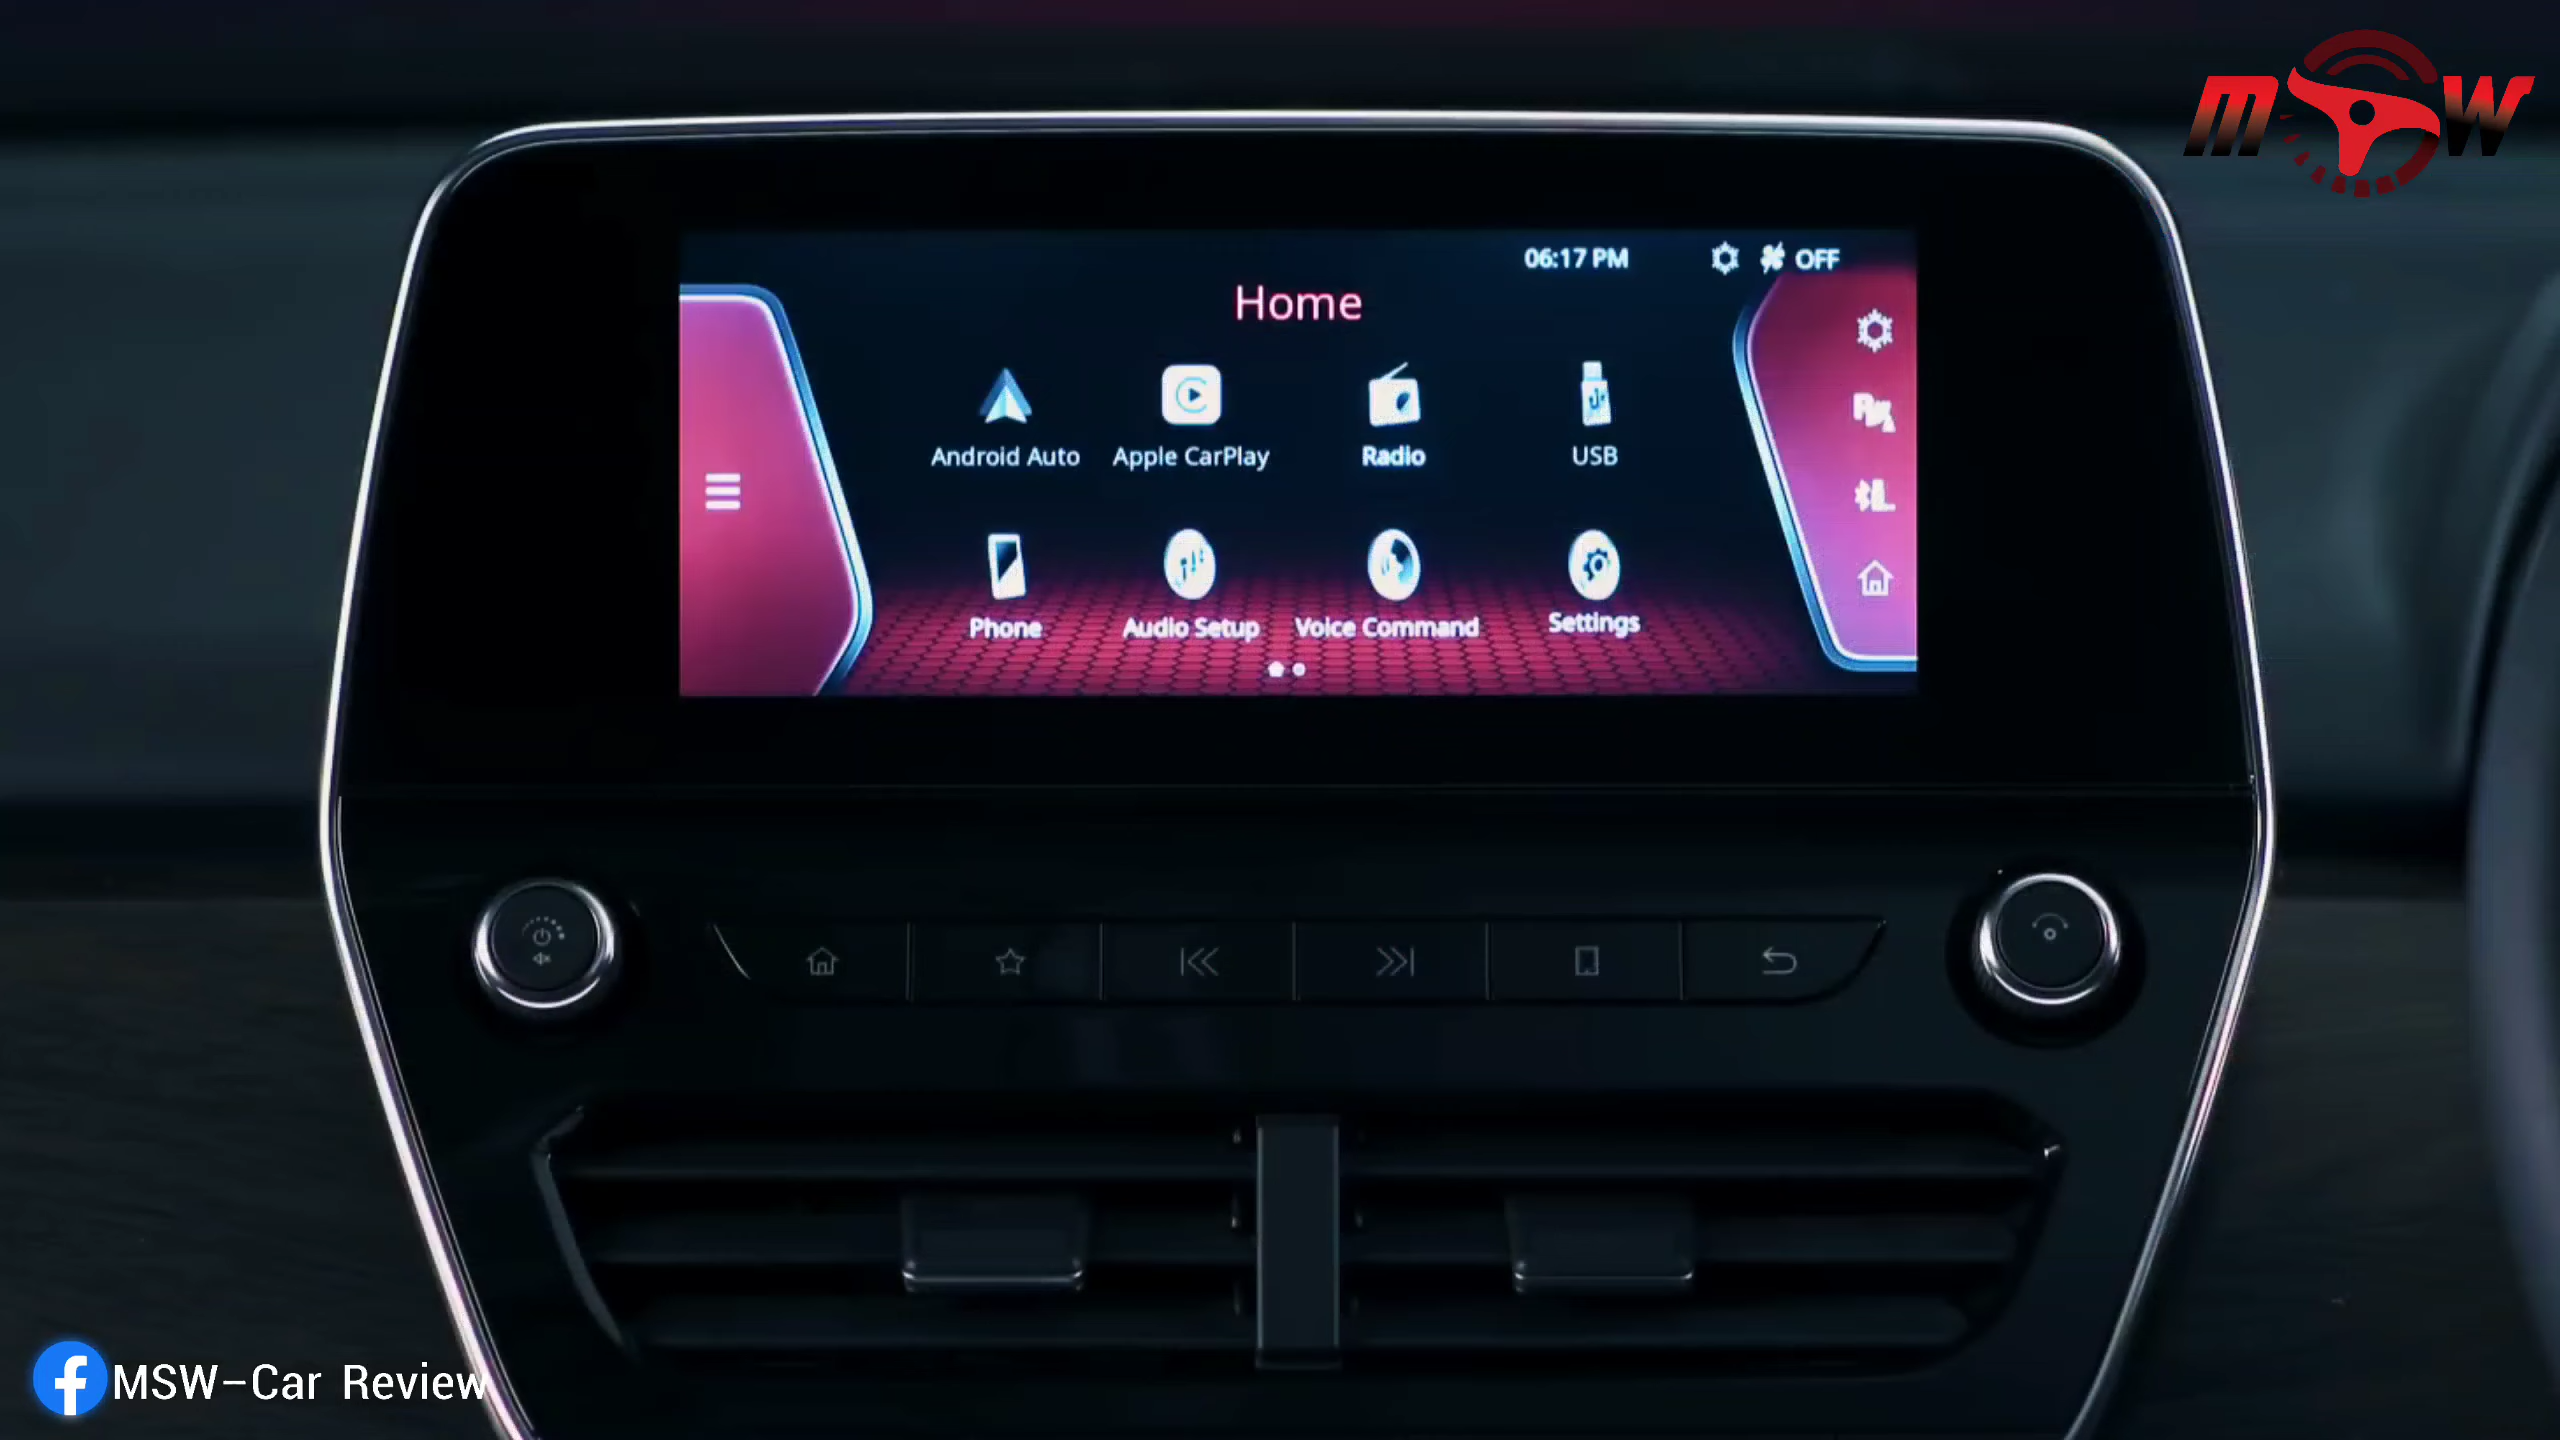 MSW
06:17 PM
OFF
Home
Android Auto
Apple CarPlay
Radio
USB
Phone
Audio Setup
Voice Command
Settings
MSW-Car Review